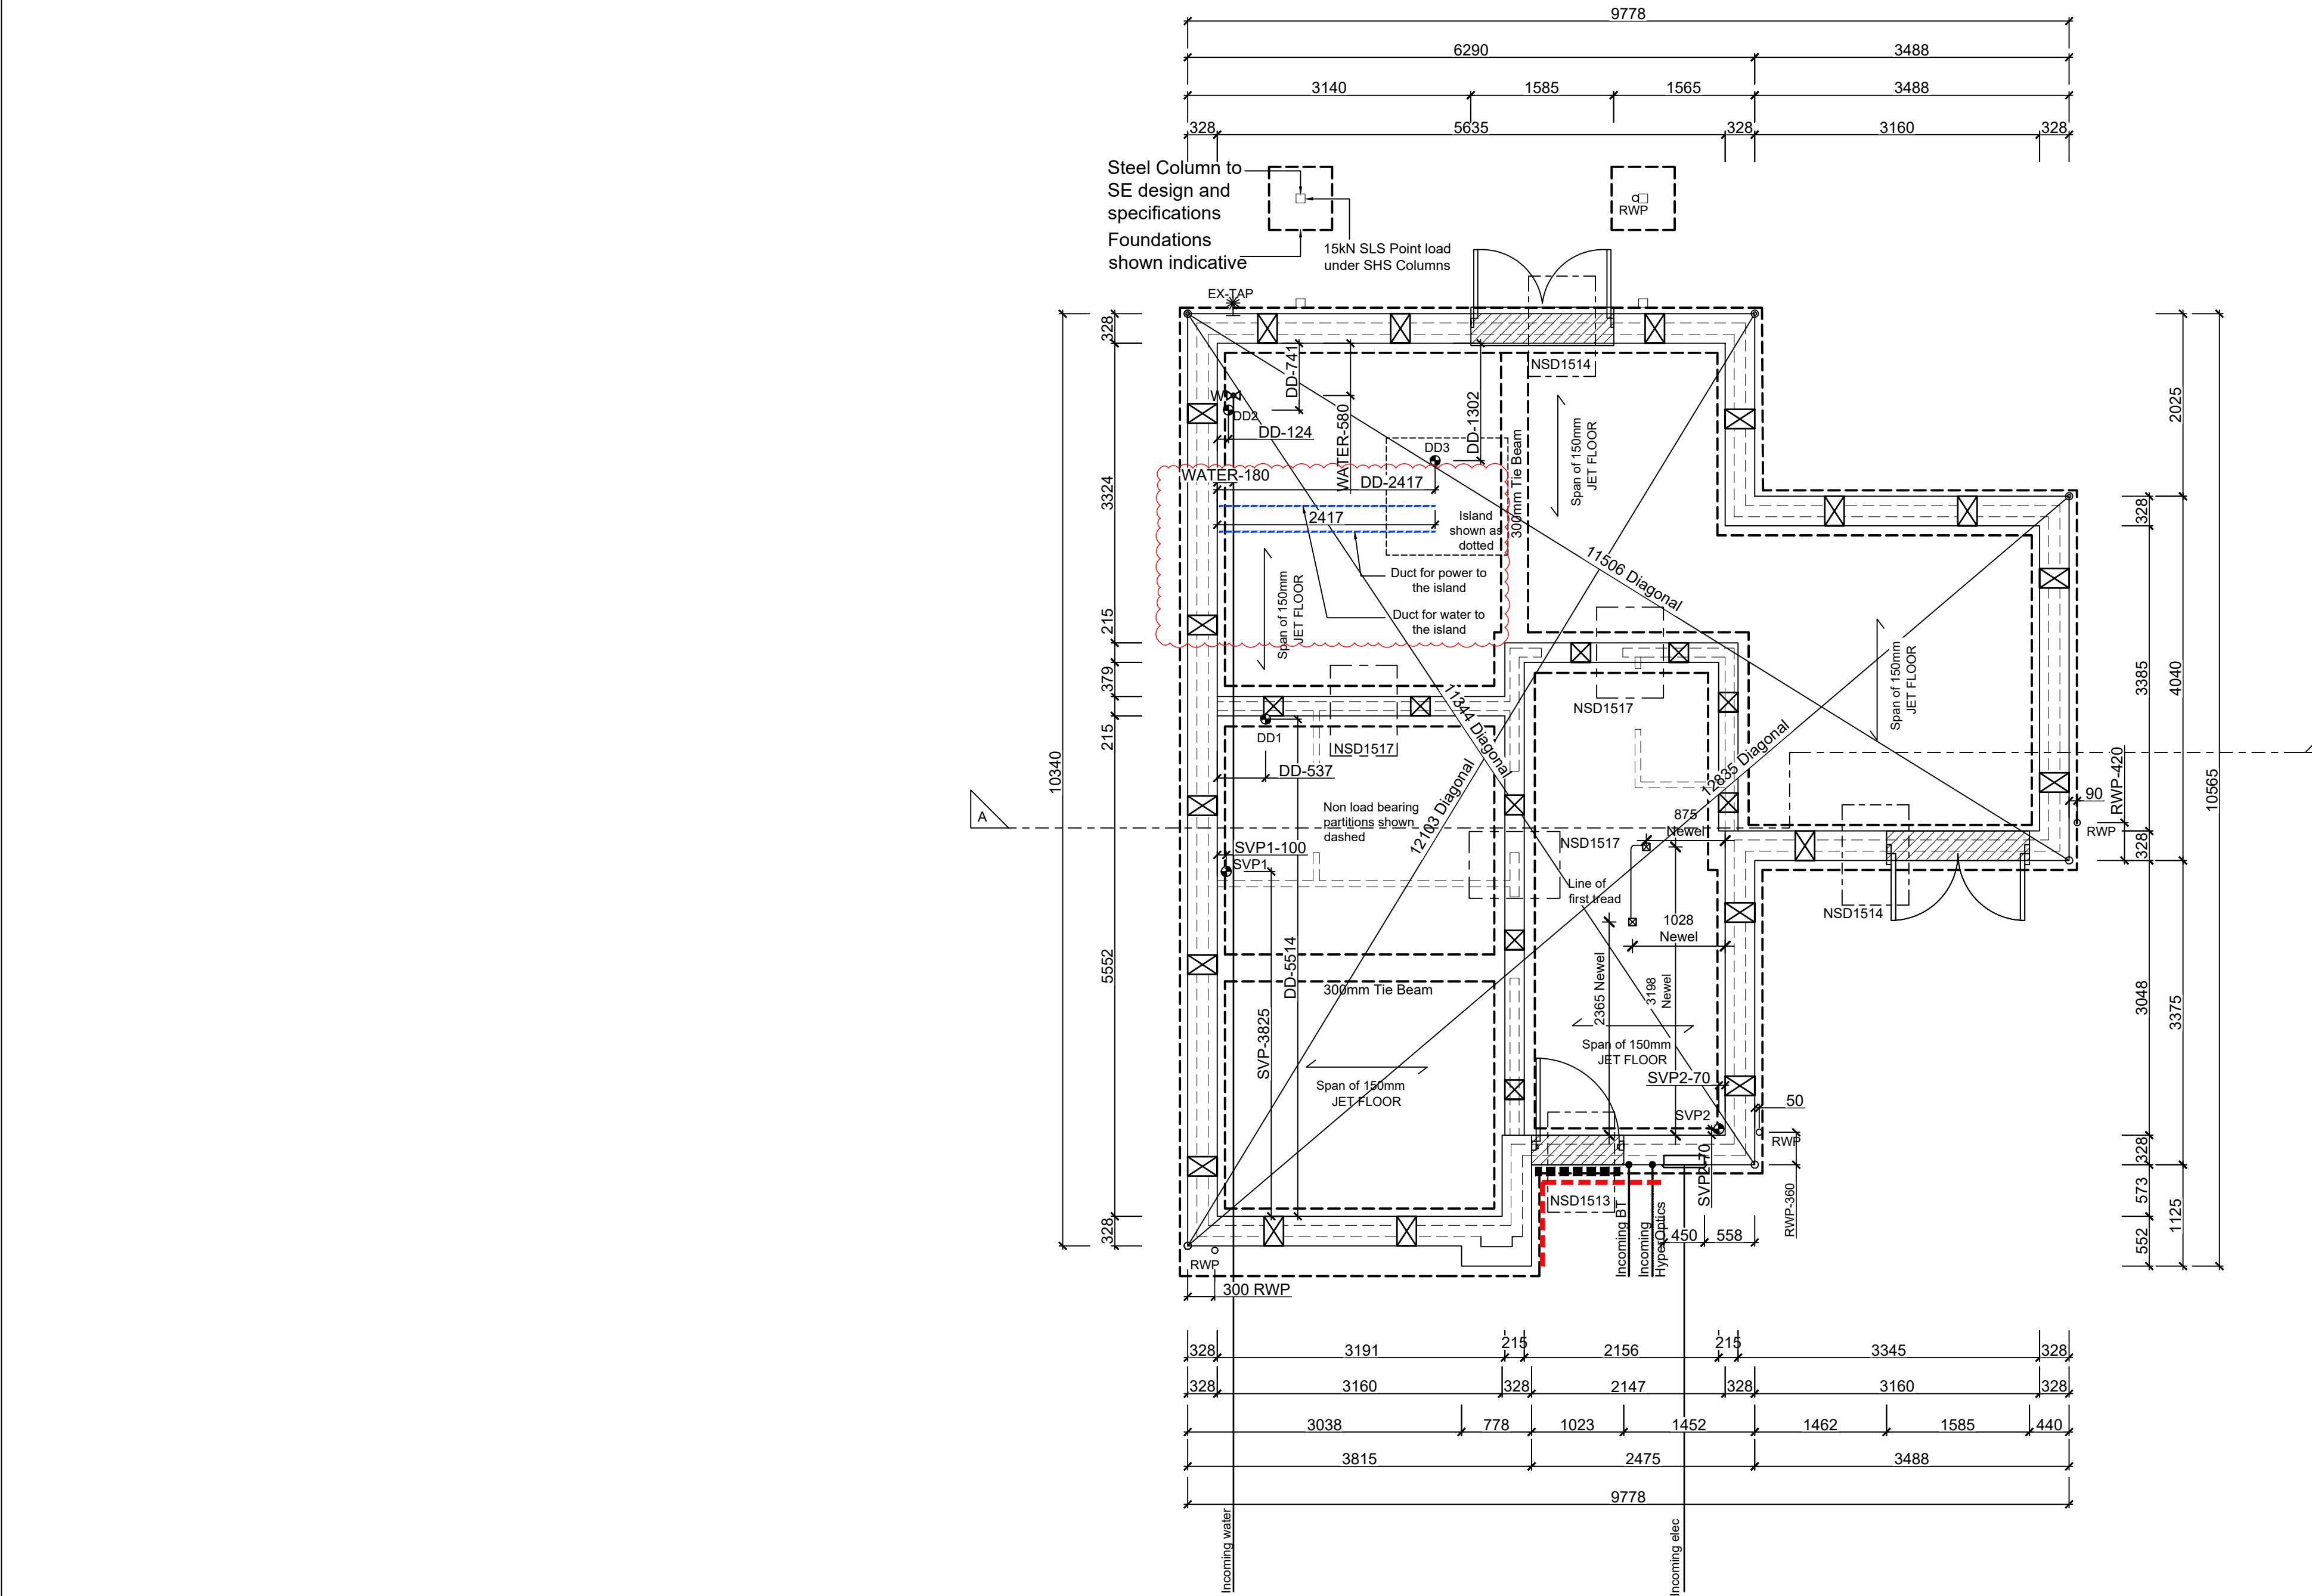 9778
6290
3488
3140
1585
1565
3488
328
5635
328
3160
328
Steel Column to
SE design and
specifications
Foundations
shown indicative
RWP
15kN SLS Point load
under SHS Columns
EX-TAP
328
NSD1514
DD-741
WATER-580
DD-1302
W
DD2
DD-124
DD3
300mm Tie Beam
Span of 150mm
JET FLOOR
2025
WATER-180
DD-2417
3324
2417
Island
shown as
dotted
328
10565
11506 Diagonal
Duct for power to
the island
Span of 150mm
JET FLOOR
Duct for water to
the island
215
379
215
Span of 150mm
JET FLOOR
3385
4040
11344 Diagonal
NSD1517
DD1
NSD1517
DD-537
10340
12835 Diagonal
12103 Diagonal
RWP-420
90
RWP
A
Non load bearing
partitions shown
dashed
875
Newel
NSD1517
SVP1-100
SVP1
328
Line of
first tread
NSD1514
1028
Newel
5552
DD-5514
300mm Tie Beam
2365 Newel
3198
Newel
3048
3375
SVP-3825
Span of 150mm
JET FLOOR
Span of 150mm
JET FLOOR
SVP2-70
SVP2
50
RWP
328
SVP2-70
NSD1513
573
1125
RWP-360
328
Incoming BT
Incoming
HyperOptics
450
558
552
RWP
300 RWP
328
3191
215
2156
215
3345
328
328
3160
328
2147
328
3160
328
3038
778
1023
1452
1462
1585
440
3815
2475
3488
9778
Incoming water
Incoming elec